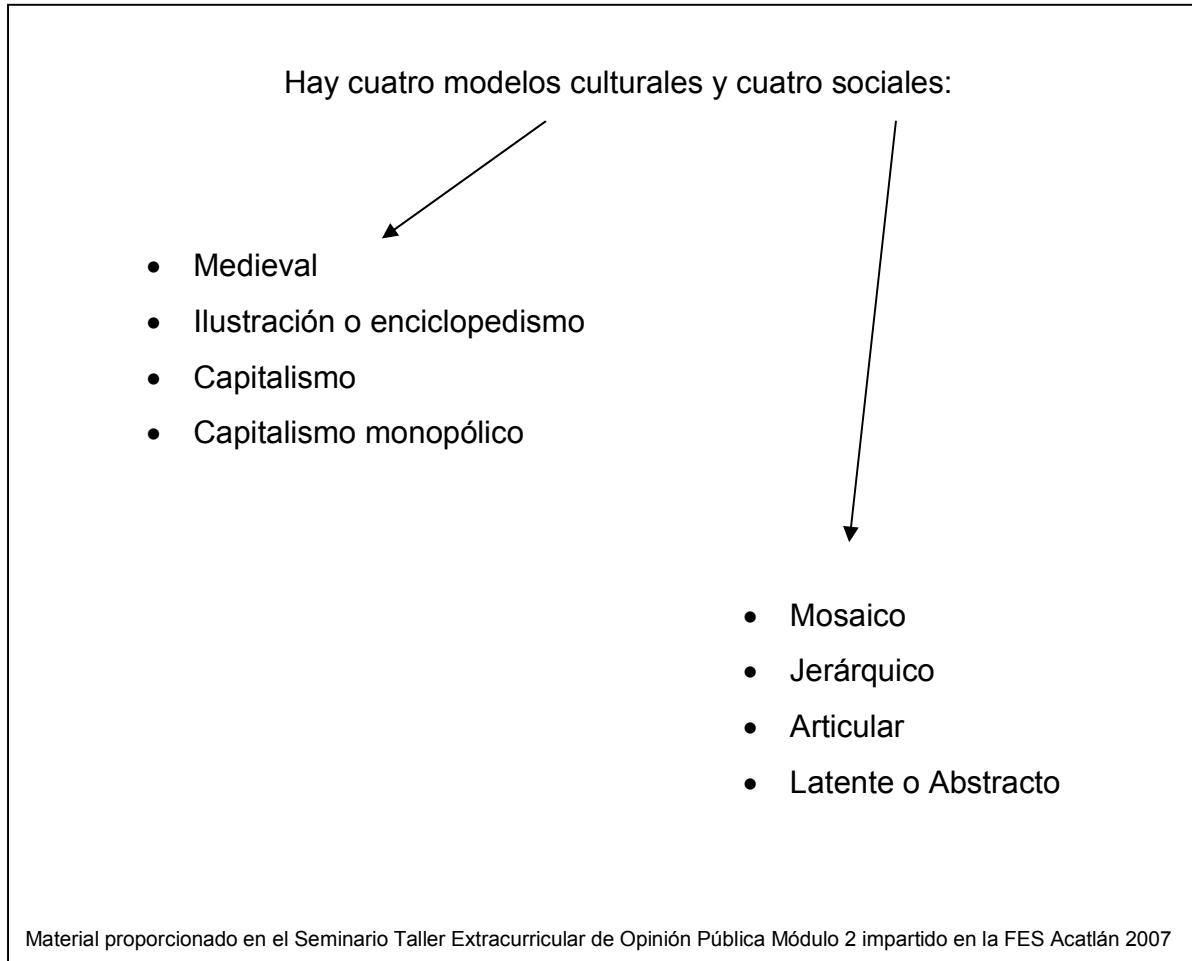 Hay cuatro modelos culturales y cuatro sociales:
• Medieval
• Ilustración o enciclopedismo
• Capitalismo
• Capitalismo monopólico
• Mosaico
• Jerárquico
• Articular
• Latente o Abstracto
Material proporcionado en el Seminario Taller Extracurricular de Opinión Pública Módulo 2 impartido en la FES Acatlán 2007